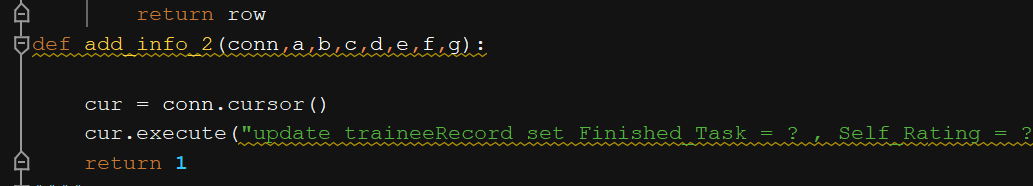 return row
def add_info_2(conn,a,b,c,d,e,f,g):
cur = conn.cursor()
cur.execute("update traineeRecord set Finished_Task = ? , Self_Rating = ?
return 1